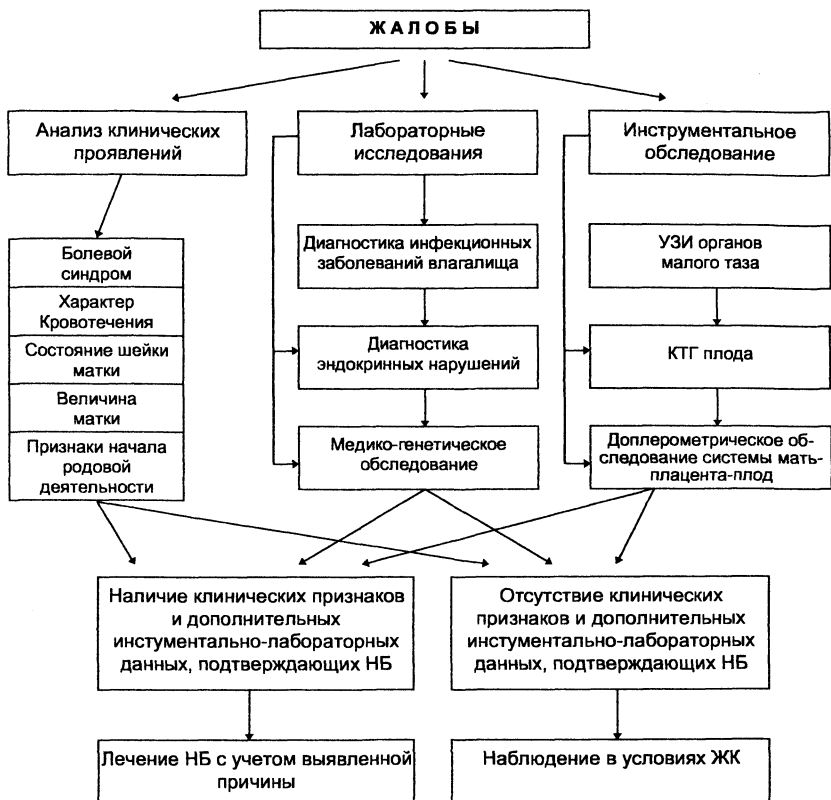 ЖАЛОБЫ
Анализ клинических
проявлений
Лабораторные
исследования
Инструментальное
обследование
Болевой
синдром
Характер
Кровотечения
Состояние шейки
матки
Величина
матки
Признаки начала
родовой
деятельности
Диагностика инфекционных
заболеваний влагалища
Диагностика
эндокринных нарушений
Медико-генетическое
обследование
УЗИ органов
малого таза
КТГ плода
Доплерометрическое об-
следование системы мать-
плацента-плод
Наличие клинических признаков
и дополнительных
инстументально-лабораторных
данных, подтверждающих НБ
Отсутствие клинических
признаков и дополнительных
инстументально-лабораторных
данных, подтверждающих НБ
Лечение НБ с учетом выявленной
причины
Наблюдение в условиях ЖК